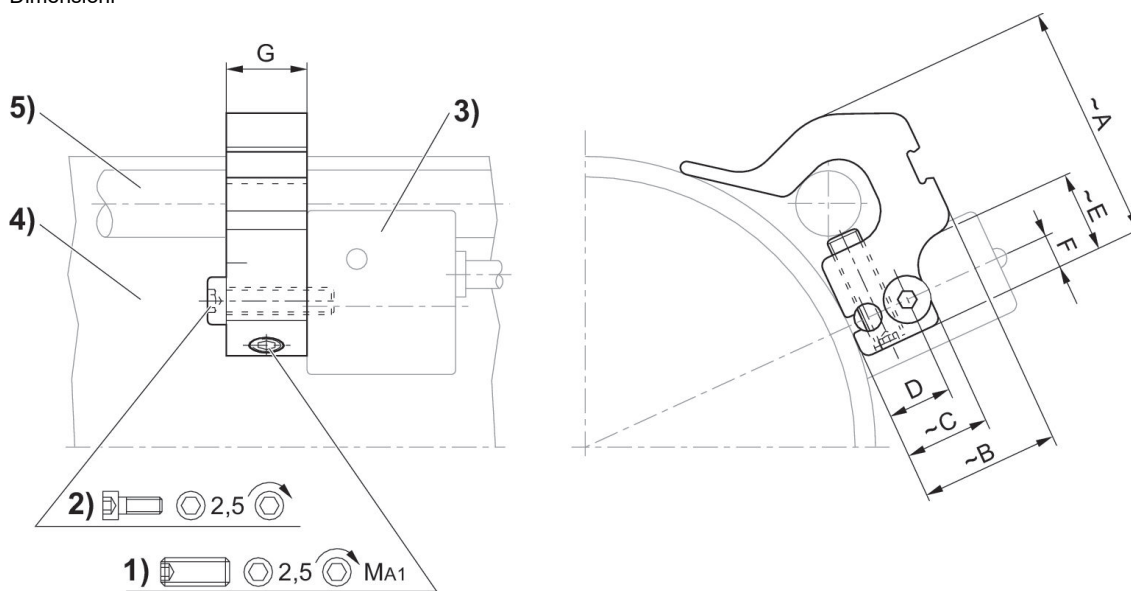 Dimensioni
G
5)
3)
4)
2) 2,5
1) 2,5 MA1
~A
~E
F
D
~C
~B